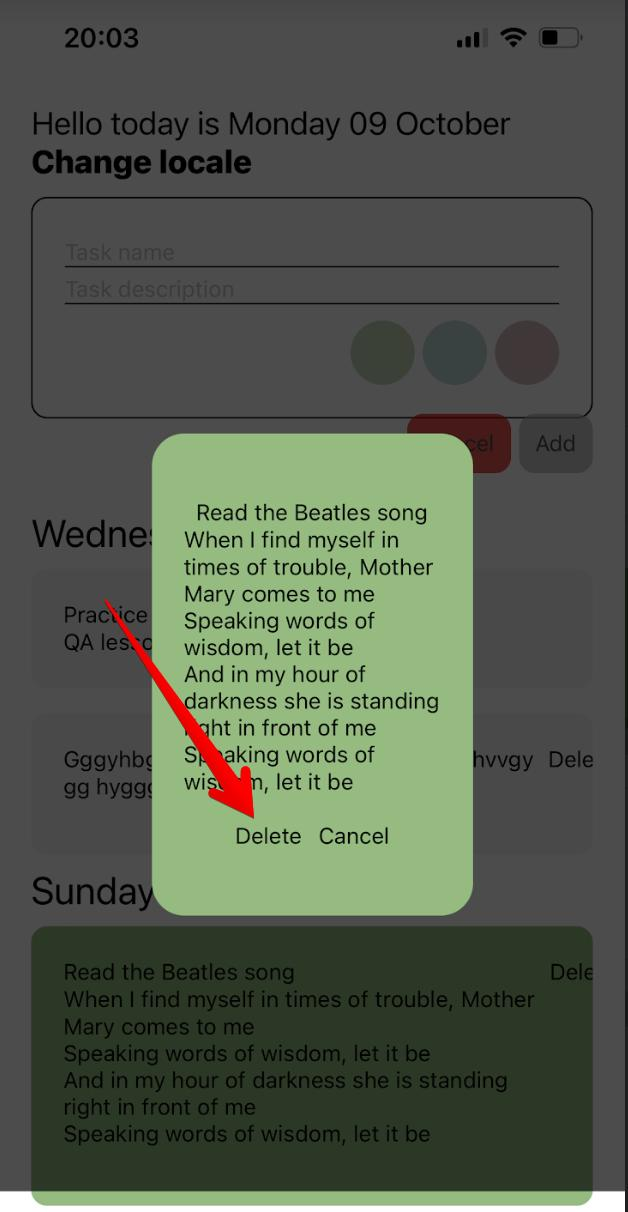 20:03
Hello today is Monday 09 October
Change locale
Task name
Task description
cel Add
Wednes
Read the Beatles song
When I find myself in
times of trouble, Mother
Mary comes to me
Speaking words of
wisdom, let it be
And in my hour of
darkness she is standing
right in front of me
Speaking words of
wisdom, let it be
Delete Cancel
Practice
QA lesso
Gggyhbg hvvgy Dele
gg hyggg
Sunday
Read the Beatles song Dele
When I find myself in times of trouble, Mother
Mary comes to me
Speaking words of wisdom, let it be
And in my hour of darkness she is standing
right in front of me
Speaking words of wisdom, let it be